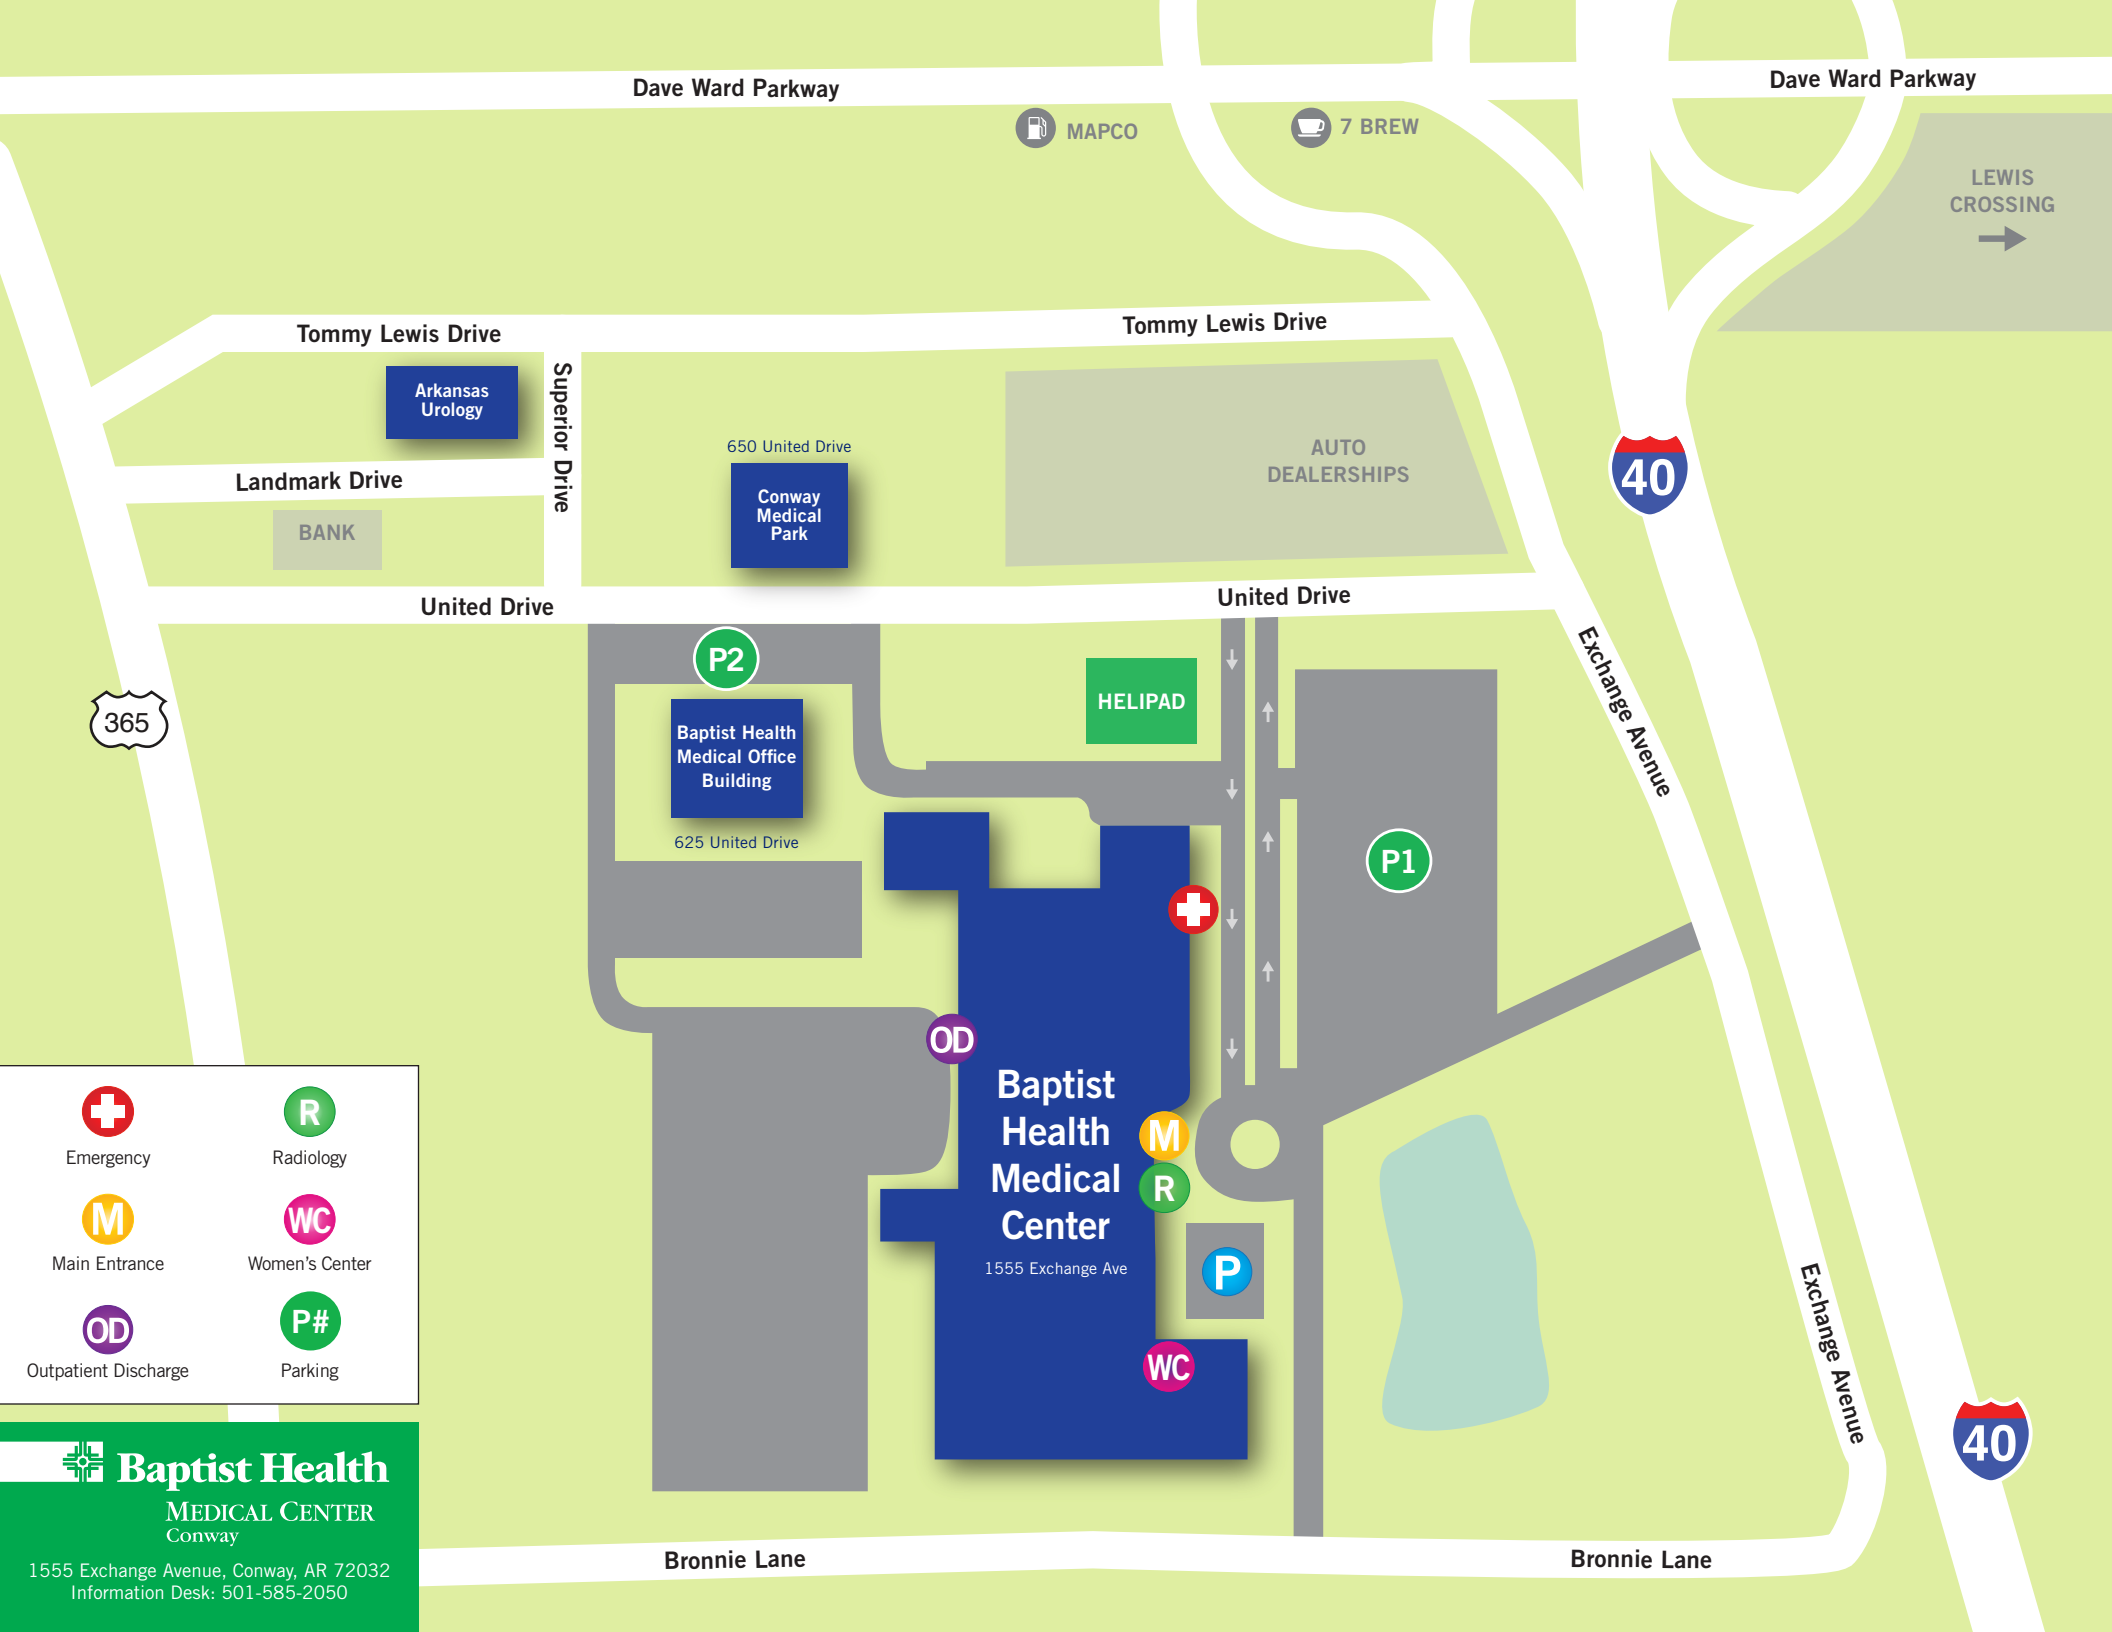 Dave Ward Parkway
Dave Ward Parkway
MAPCO
7 BREW
LEWIS
CROSSING
Tommy Lewis Drive
Tommy Lewis Drive
Arkansas
Urology
Superior Drive
650 United Drive
Conway
Medical
Park
AUTO
DEALERSHIPS
40
Landmark Drive
BANK
United Drive
United Drive
P2
HELIPAD
Exchange Avenue
365
Baptist Health
Medical Office
Building
625 United Drive
P1
OD
Baptist
Health
Medical
Center
1555 Exchange Ave
M
R
P
WC
Exchange Avenue
40
R
Emergency
Radiology
M
WC
Main Entrance
Women's Center
OD
P#
Outpatient Discharge
Parking
Baptist Health
MEDICAL CENTER
Conway
1555 Exchange Avenue, Conway, AR 72032
Information Desk: 501-585-2050
Bronnie Lane
Bronnie Lane